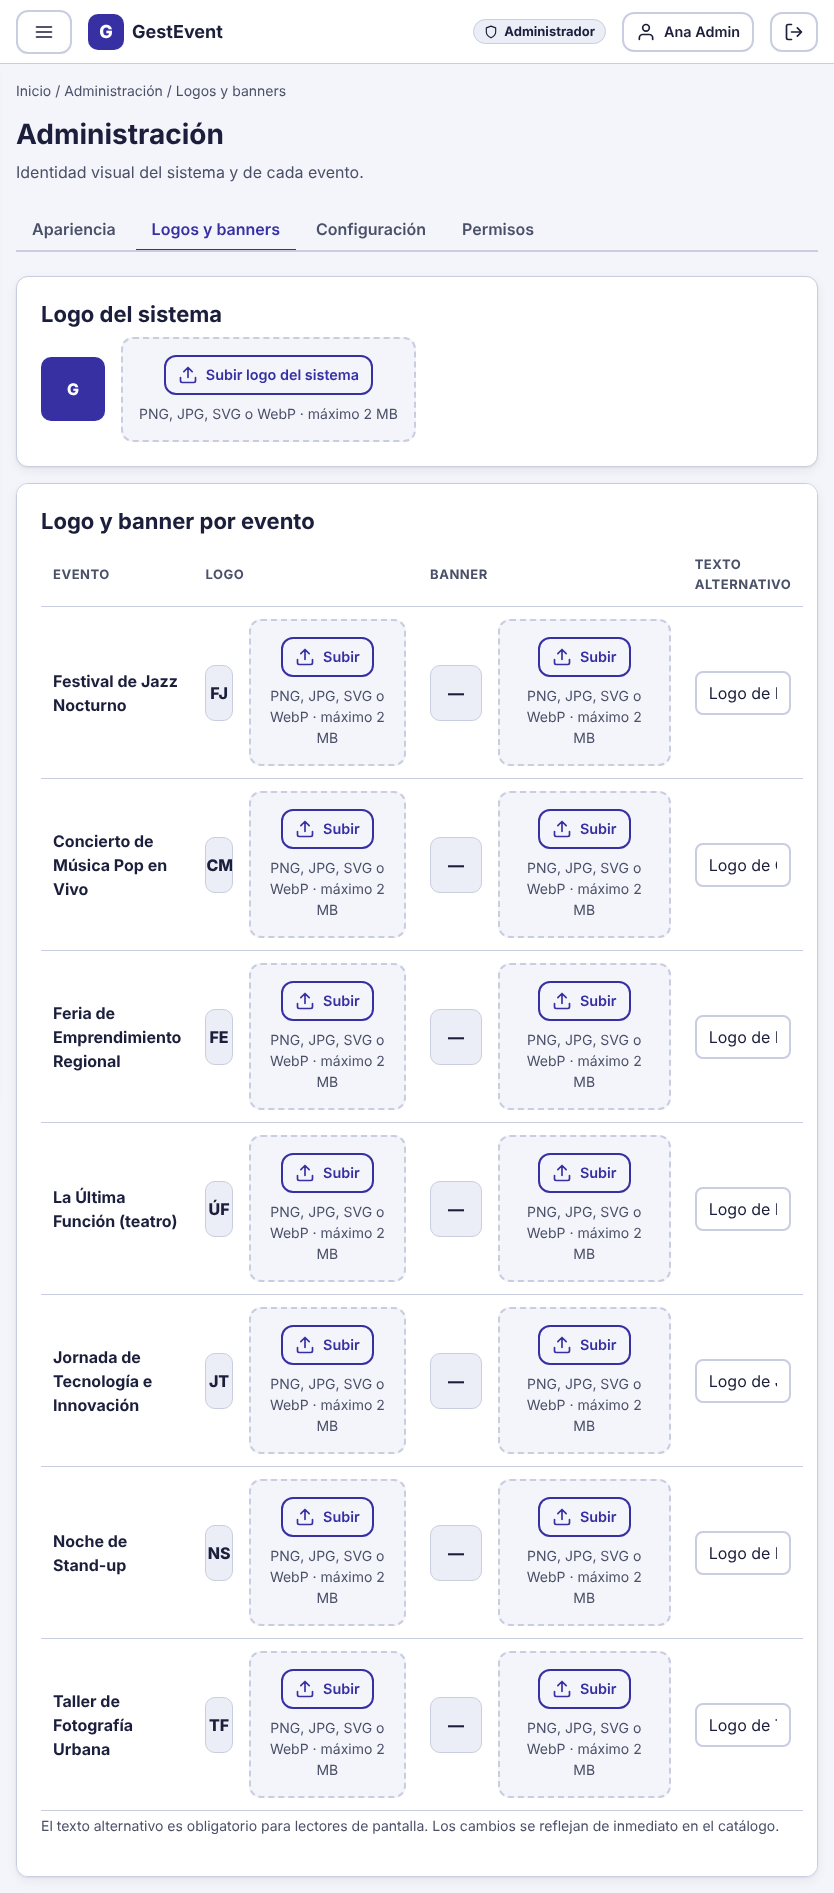 G GestEvent Administrador Ana Admin
Inicio / Administración / Logos y banners
Administración
Identidad visual del sistema y de cada evento.
Apariencia Logos y banners Configuración Permisos
Logo del sistema
G
Subir logo del sistema
PNG, JPG, SVG o WebP · máximo 2 MB
Logo y banner por evento
EVENTO LOGO BANNER TEXTO
ALTERNATIVO
Festival de Jazz
Nocturno
FJ
Subir
PNG, JPG, SVG o
WebP · máximo 2
MB
—
Subir
PNG, JPG, SVG o
WebP · máximo 2
MB
Logo de
Concierto de
Música Pop en
Vivo
CM
Subir
PNG, JPG, SVG o
WebP · máximo 2
MB
—
Subir
PNG, JPG, SVG o
WebP · máximo 2
MB
Logo de
Feria de
Emprendimiento
Regional
FE
Subir
PNG, JPG, SVG o
WebP · máximo 2
MB
—
Subir
PNG, JPG, SVG o
WebP · máximo 2
MB
Logo de
La Última
Función (teatro)
ÚF
Subir
PNG, JPG, SVG o
WebP · máximo 2
MB
—
Subir
PNG, JPG, SVG o
WebP · máximo 2
MB
Logo de
Jornada de
Tecnología e
Innovación
JT
Subir
PNG, JPG, SVG o
WebP · máximo 2
MB
—
Subir
PNG, JPG, SVG o
WebP · máximo 2
MB
Logo de
Noche de
Stand-up
NS
Subir
PNG, JPG, SVG o
WebP · máximo 2
MB
—
Subir
PNG, JPG, SVG o
WebP · máximo 2
MB
Logo de
Taller de
Fotografía
Urbana
TF
Subir
PNG, JPG, SVG o
WebP · máximo 2
MB
—
Subir
PNG, JPG, SVG o
WebP · máximo 2
MB
Logo de
El texto alternativo es obligatorio para lectores de pantalla. Los cambios se reflejan de inmediato en el catálogo.